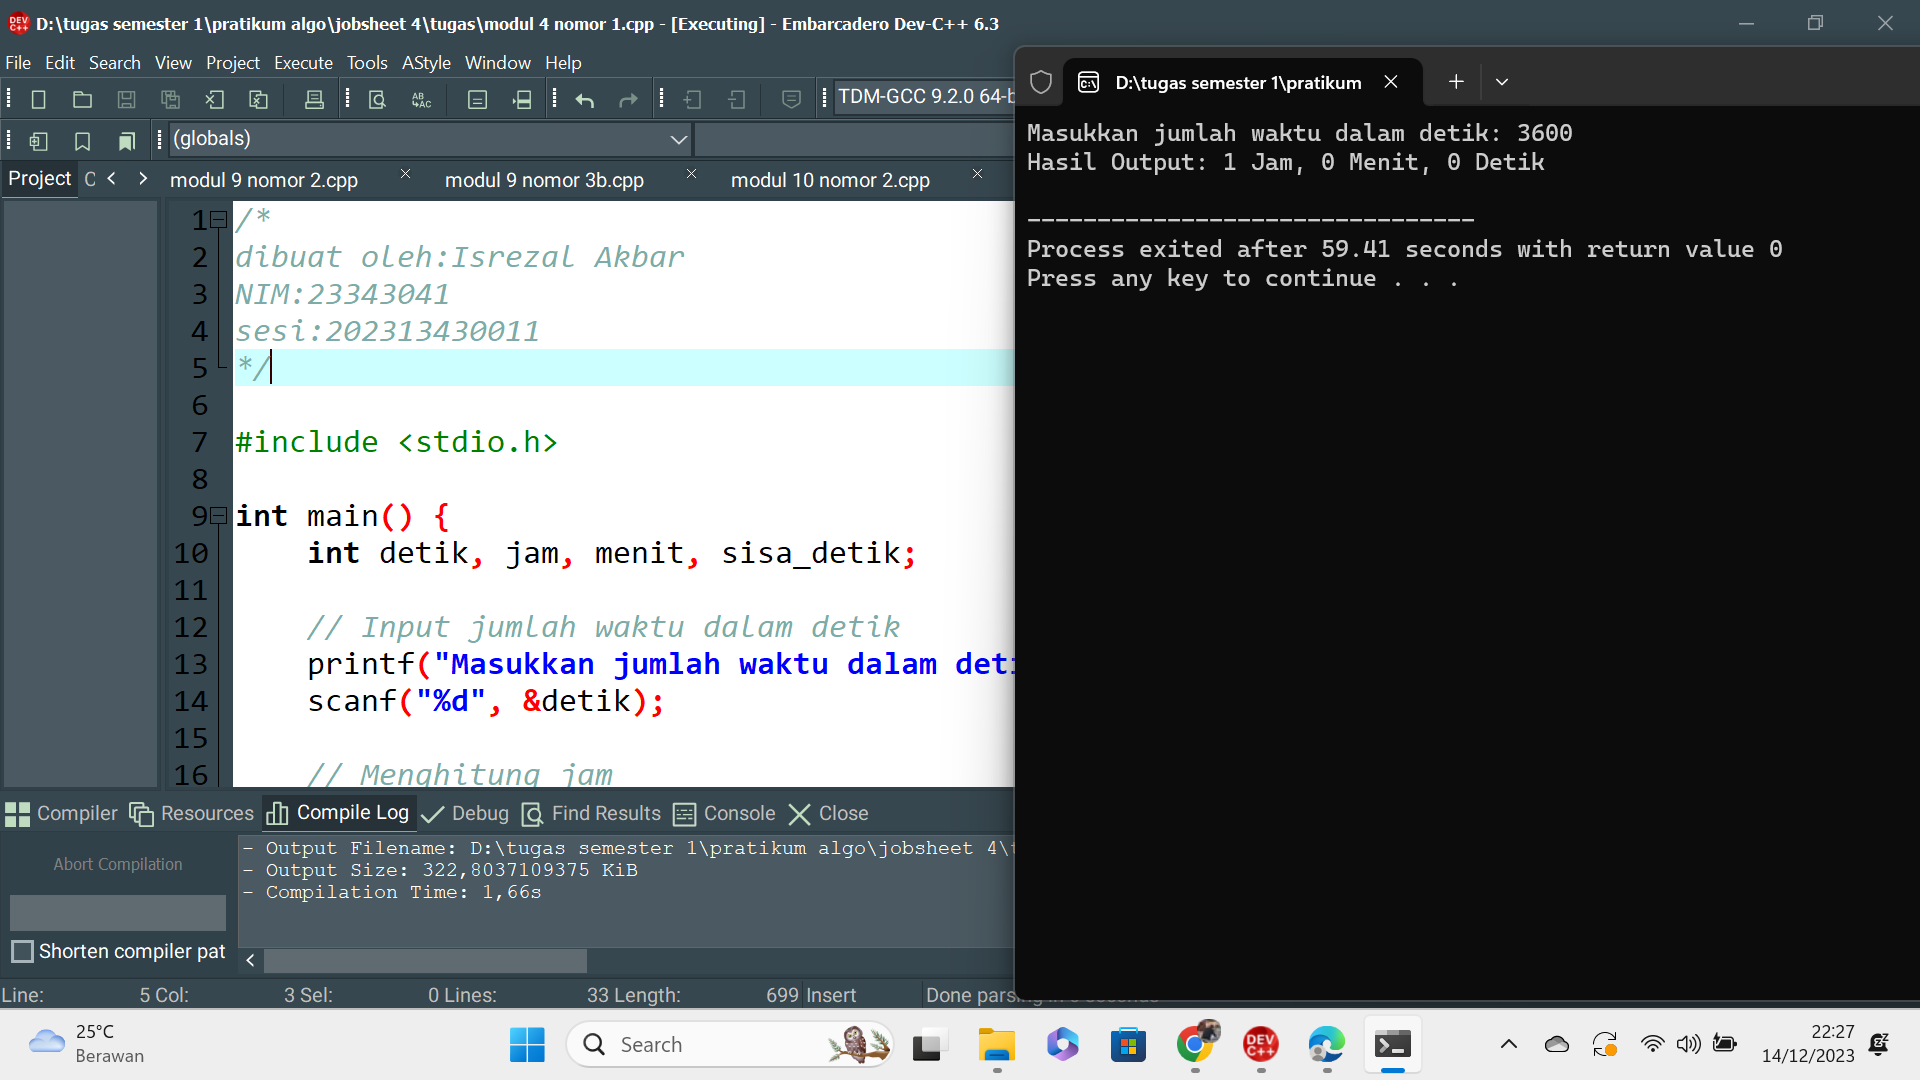 D:\tugas semester 1\pratikum algo\jobsheet 4\tugas\modul 4 nomor 1.cpp - [Executing] - Embarcadero Dev-C++ 6.3
File Edit Search View Project Execute Tools AStyle Window Help
TDM-GCC 9.2.0 64-b
(globals)
Project C
modul 9 nomor 2.cpp
modul 9 nomor 3b.cpp
modul 10 nomor 2.cpp
1 /*
2 dibuat oleh:Isrezal Akbar
3 NIM:23343041
4 sesi:202313430011
5 */
6
7 #include <stdio.h>
8
9 int main() {
10 int detik, jam, menit, sisa_detik;
11
12 // Input jumlah waktu dalam detik
13 printf("Masukkan jumlah waktu dalam deti
14 scanf("%d", &detik);
15
16 // Menghitung jam
Compiler Resources Compile Log Debug Find Results Console Close
Abort Compilation
Shorten compiler pat
- Output Filename: D:\tugas semester 1\pratikum algo\jobsheet 4\t
- Output Size: 322,8037109375 KiB
- Compilation Time: 1,66s
Line: 5 Col: 3 Sel: 0 Lines: 33 Length: 699 Insert Done parsing in 0 seconds
D:\tugas semester 1\pratikum
Masukkan jumlah waktu dalam detik: 3600
Hasil Output: 1 Jam, 0 Menit, 0 Detik
--------------------------------
Process exited after 59.41 seconds with return value 0
Press any key to continue . . .
25°C
Berawan
Search
DEV C++
22:27
14/12/2023